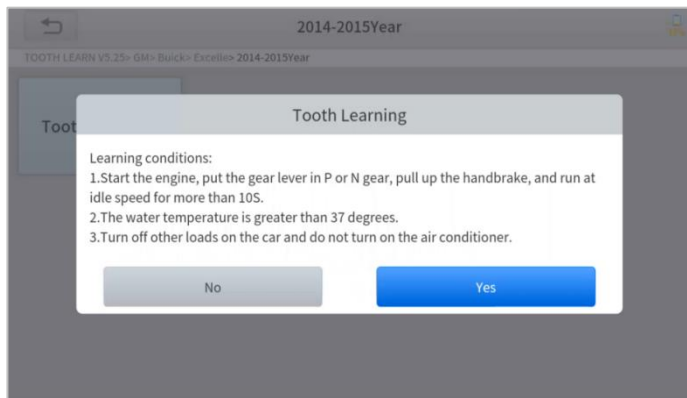 2014-2015Year
TOOTH LEARN V5.25> GM> Buick> Excelle> 2014-2015Year
Toot
Tooth Learning
Learning conditions:
1.Start the engine, put the gear lever in P or N gear, pull up the handbrake, and run at
idle speed for more than 10S.
2.The water temperature is greater than 37 degrees.
3.Turn off other loads on the car and do not turn on the air conditioner.
No
Yes